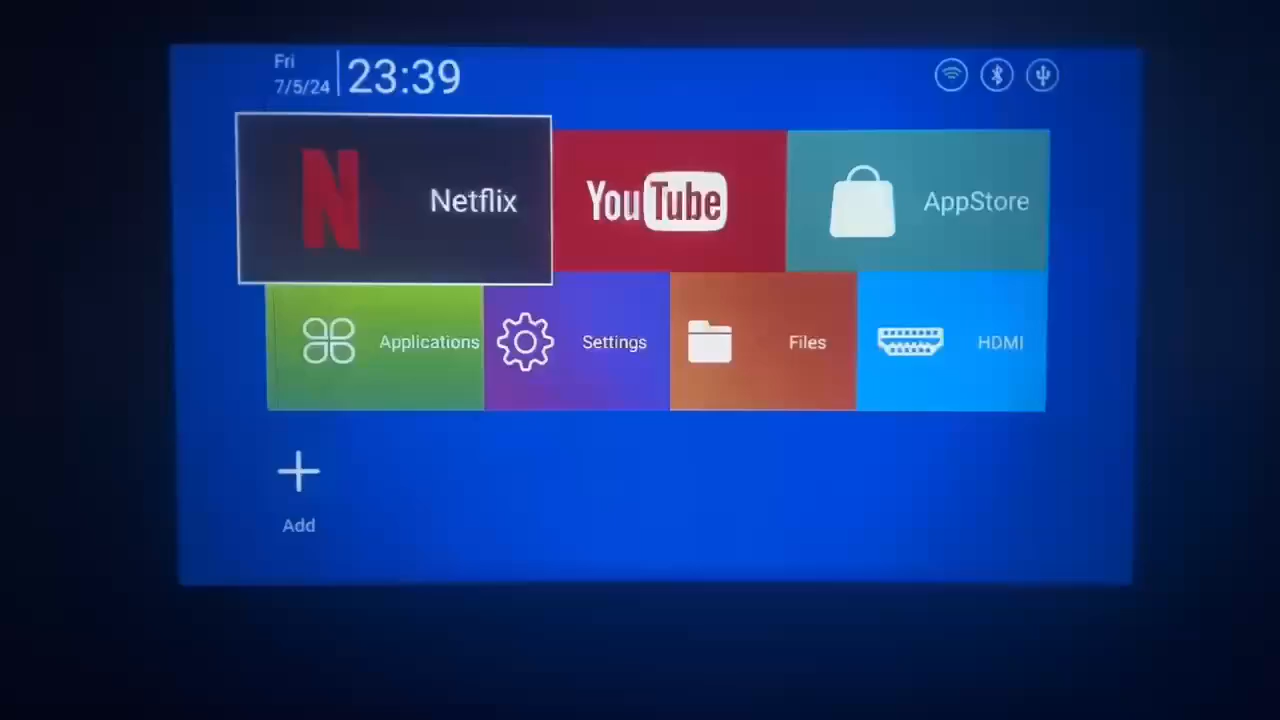 Fri
7/5/24
23:39
N
Netflix
YouTube
AppStore
Applications
Settings
Files
HDMI
Add